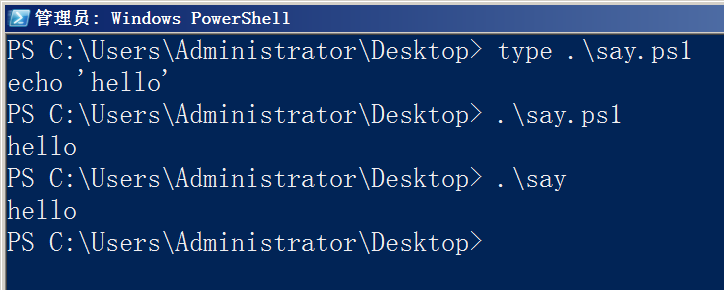 管理员: Windows PowerShell
PS C:\Users\Administrator\Desktop> type .\say.ps1
echo 'hello'
PS C:\Users\Administrator\Desktop> .\say.ps1
hello
PS C:\Users\Administrator\Desktop> .\say
hello
PS C:\Users\Administrator\Desktop>